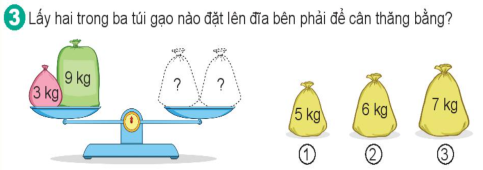 3 Lấy hai trong ba túi gạo nào đặt lên đĩa bên phải để cân thăng bằng?
3 kg 9 kg ? ?
5 kg 6 kg 7 kg
1 2 3